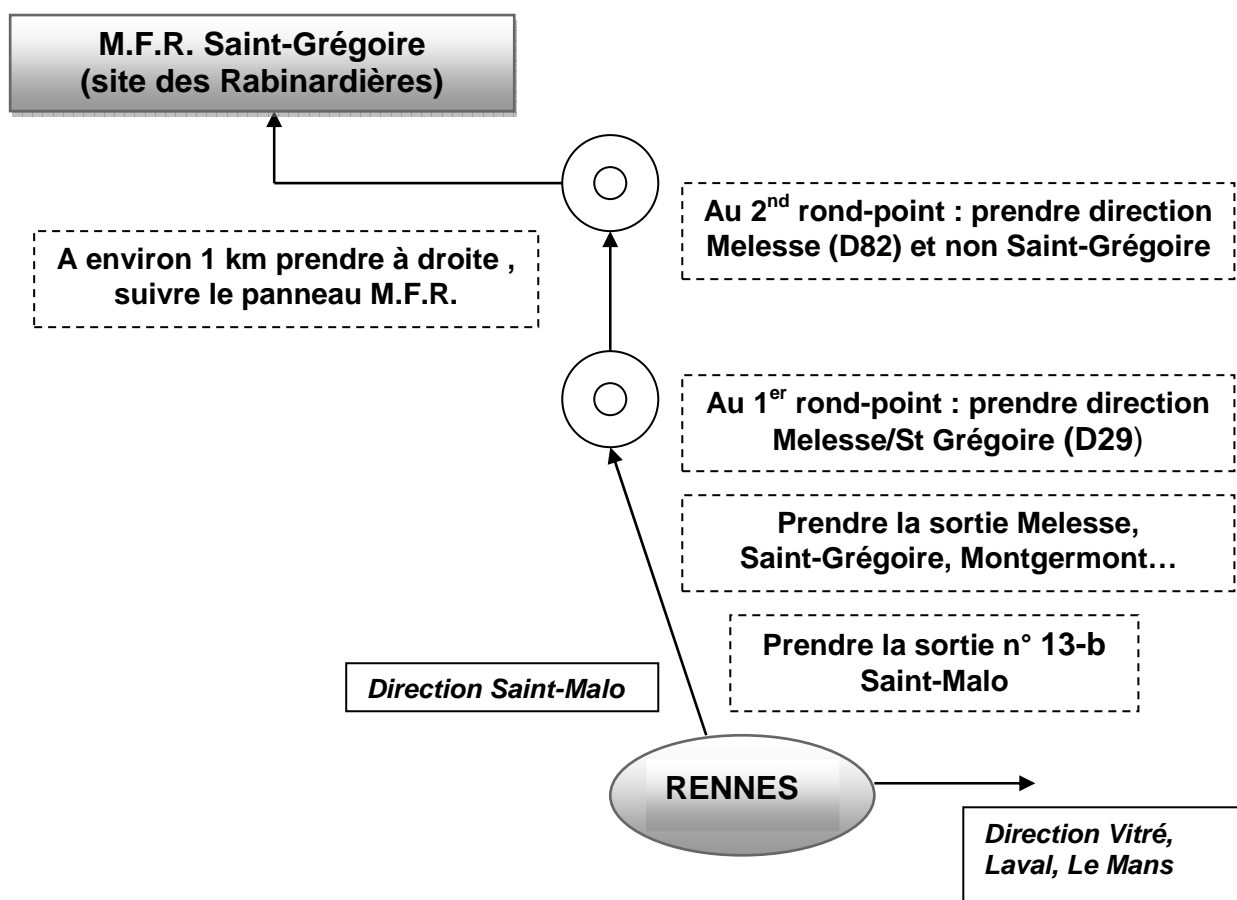 M.F.R. Saint-Grégoire
(site des Rabinardières)
Au 2nd rond-point : prendre direction
Melesse (D82) et non Saint-Grégoire
A environ 1 km prendre à droite ,
suivre le panneau M.F.R.
Au 1er rond-point : prendre direction
Melesse/St Grégoire (D29)
Prendre la sortie Melesse,
Saint-Grégoire, Montgermont…
Prendre la sortie n° 13-b
Saint-Malo
Direction Saint-Malo
RENNES
Direction Vitré,
Laval, Le Mans